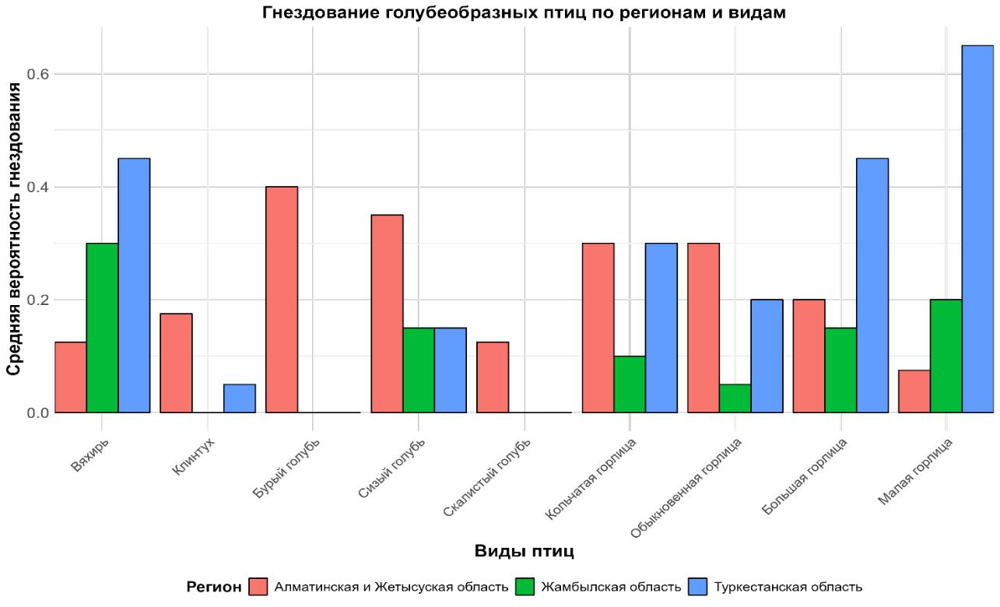 Гнездование голубеобразных птиц по регионам и видам
Средняя вероятность гнездования
0.6
0.4
0.2
0.0
Вяхирь
Клинтух
Бурый голубь
Сизый голубь
Скалистый голубь
Кольчатая горлица
Обыкновенная горлица
Большая горлица
Малая горлица
Виды птиц
Регион Алматинская и Жетысуская область Жамбылская область Туркестанская область